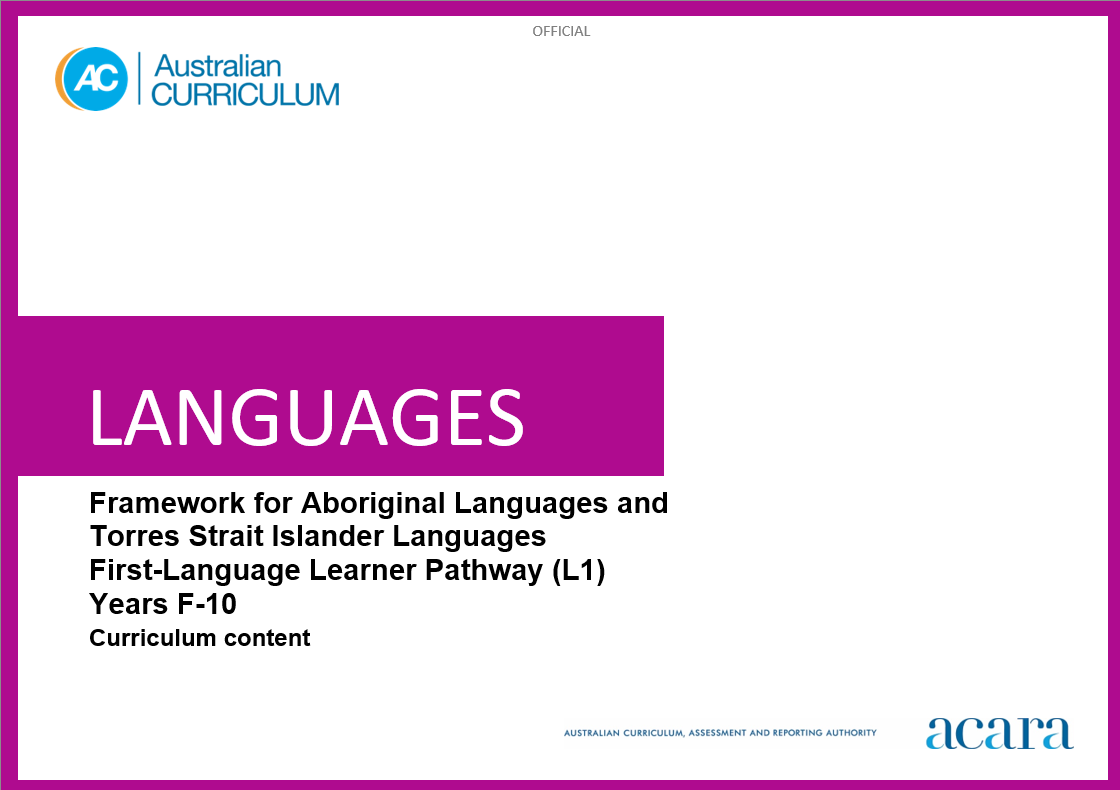 OFFICIAL
AC
Australian
CURRICULUM
LANGUAGES
Framework for Aboriginal Languages and
Torres Strait Islander Languages
First-Language Learner Pathway (L1)
Years F-10
Curriculum content
AUSTRALIAN CURRICULUM, ASSESSMENT AND REPORTING AUTHORITY
acara